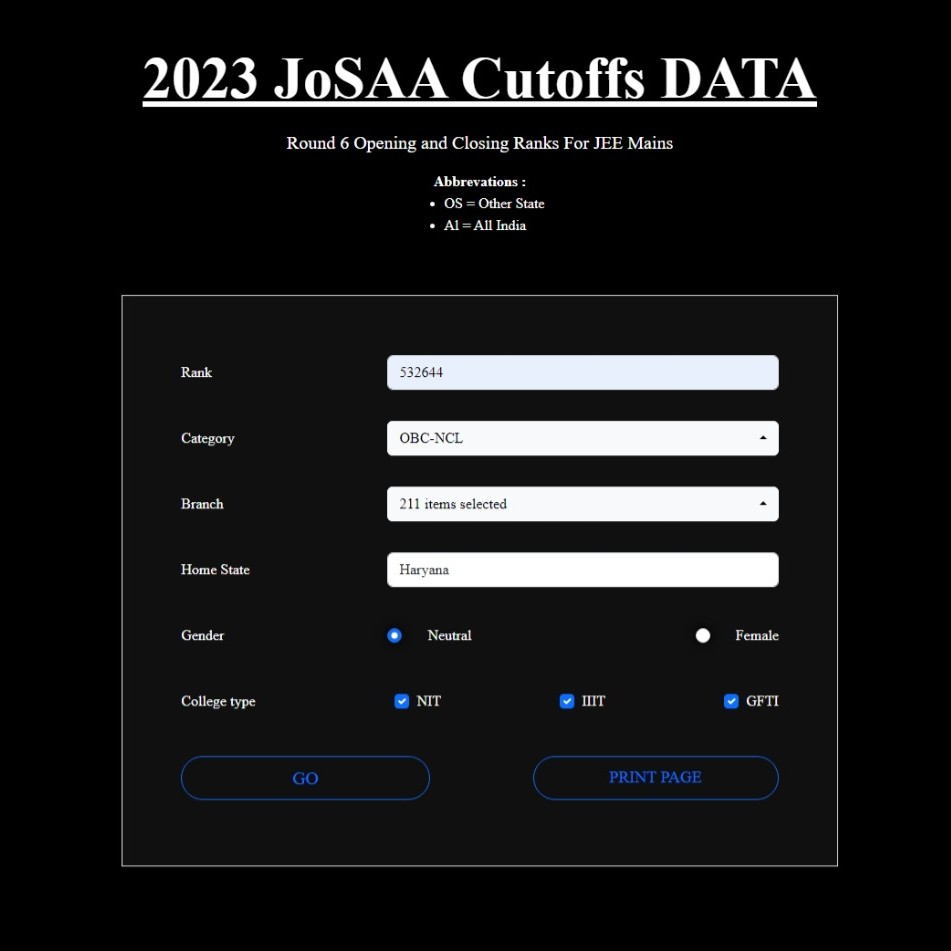 2023 JoSAA Cutoffs DATA
Round 6 Opening and Closing Ranks For JEE Mains
Abbrevations :
• OS = Other State
• AI = All India
Rank 532644
Category OBC-NCL
Branch 211 items selected
Home State Haryana
Gender Neutral Female
College type NIT IIIT GFTI
GO PRINT PAGE